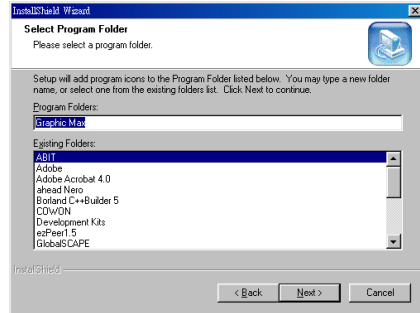 InstallShield Wizard
Select Program Folder
Please select a program folder.
Setup will add program icons to the Program Folder listed below. You may type a new folder
name, or select one from the existing folders list. Click Next to continue.
Program Folders:
Graphic Max
Existing Folders:
ABIT
Adobe
Adobe Acrobat 4.0
ahead Nero
Borland C++Builder 5
COWON
Development Kits
ezPeer1.5
GlobalSCAPE
InstallShield
< Back
Next >
Cancel